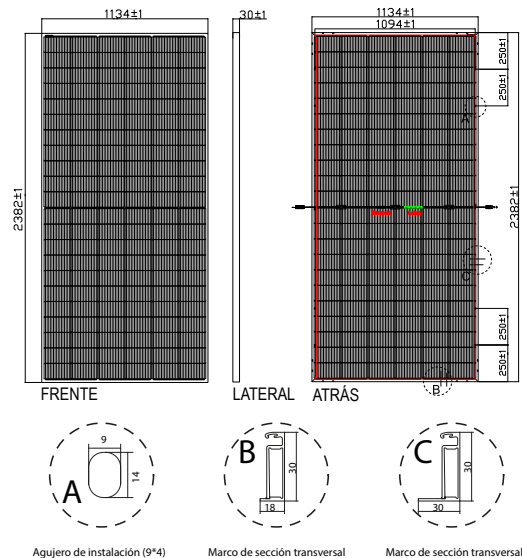 1134±1
30±1
1134±1
1094±1
250±1
250±1
A
2382±1
2382±1
C
250±1
250±1
B
FRENTE
LATERAL
ATRÁS
9
14
A
B
30
18
C
30
30
Agujero de instalación (9*4)
Marco de sección transversal
Marco de sección transversal